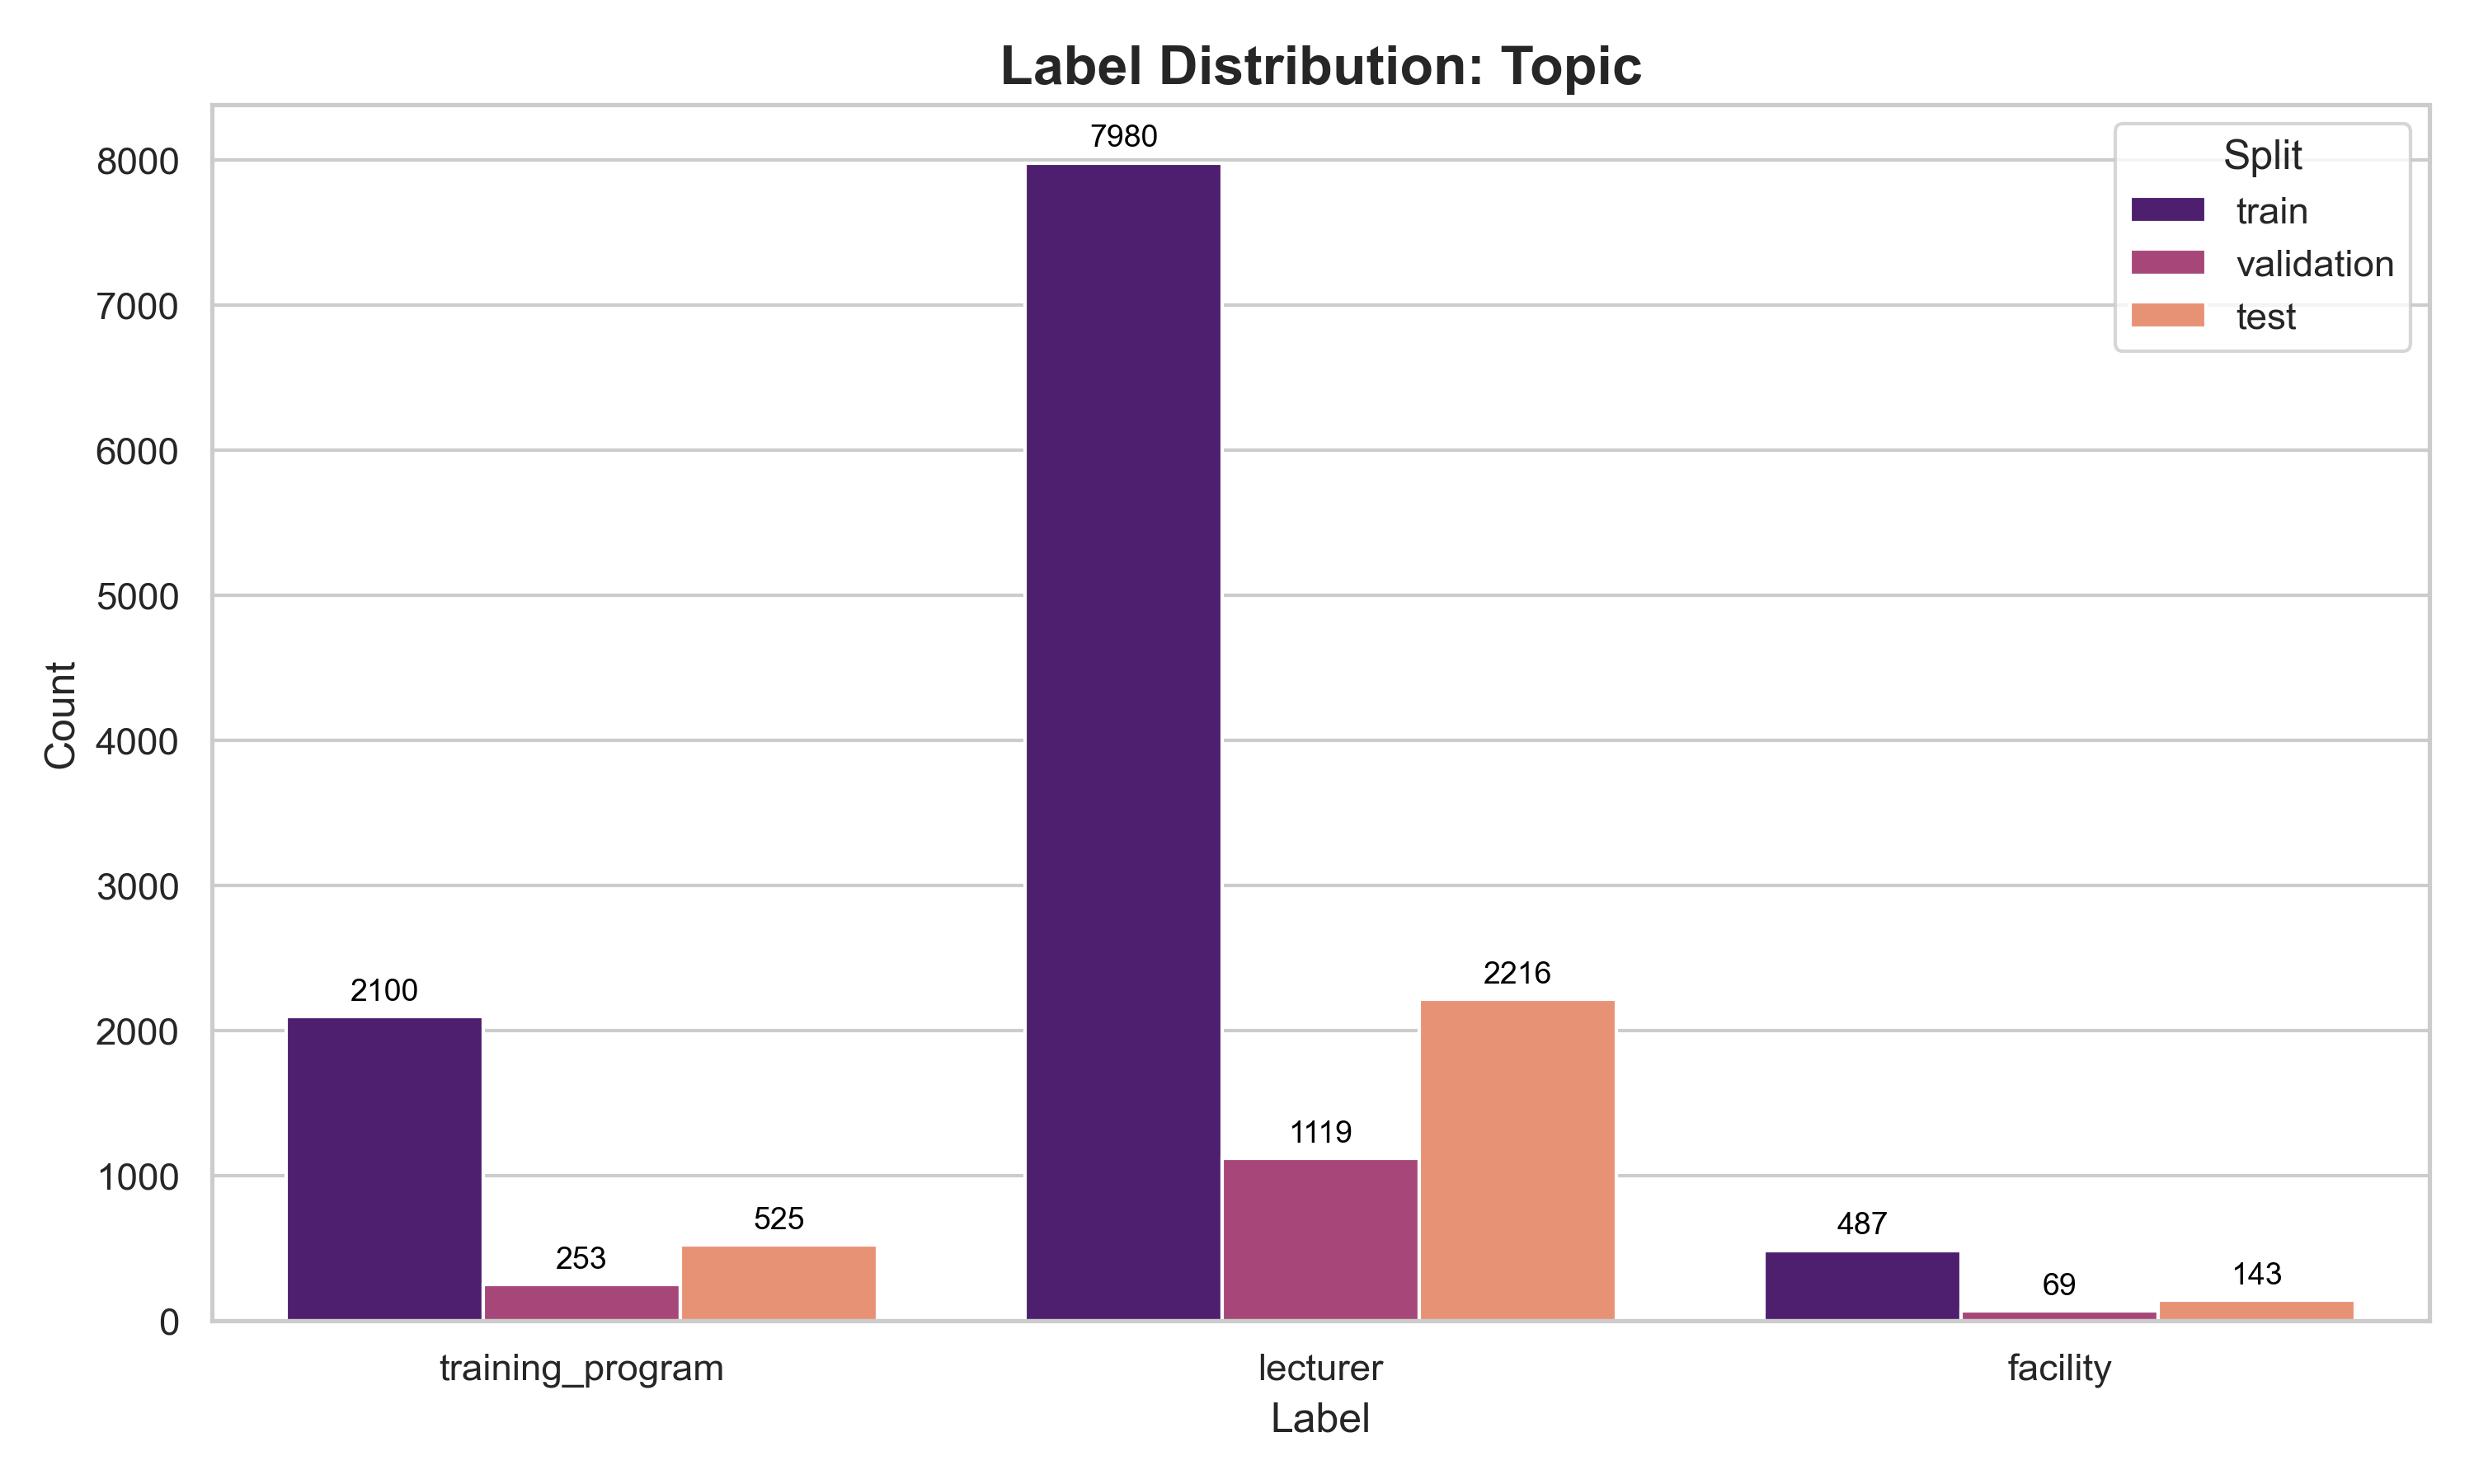 Label Distribution: Topic
Split
train
validation
test
Count
8000
7000
6000
5000
4000
3000
2000
1000
0
2100
253
525
7980
1119
2216
487
69
143
training_program
lecturer
facility
Label